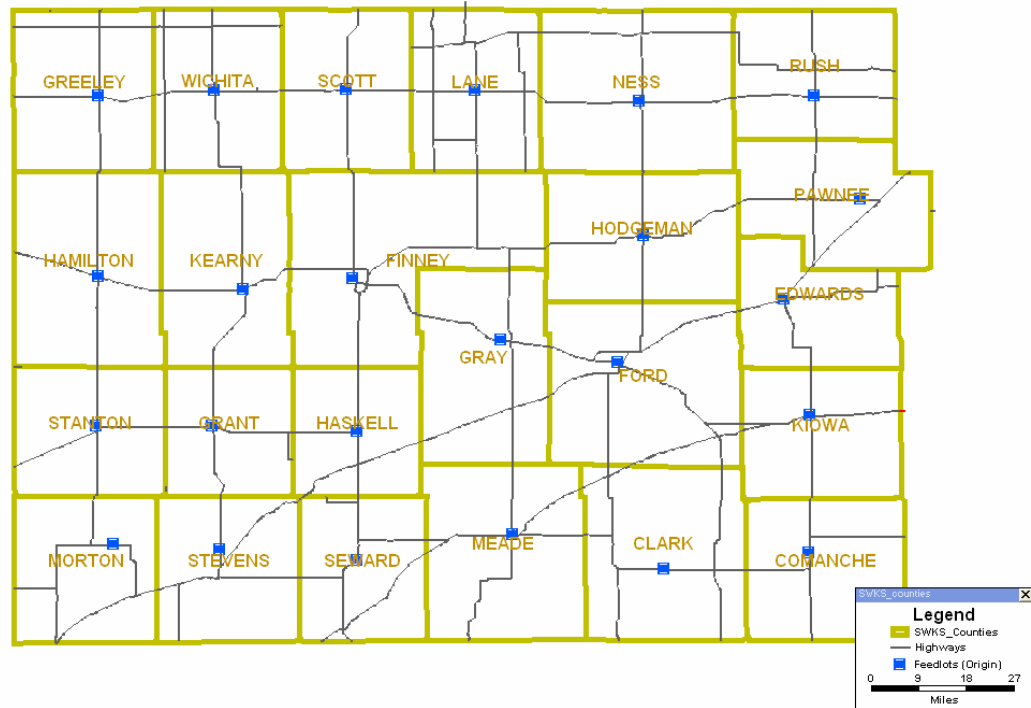 GREELEY
WICHITA
SCOTT
LANE
NESS
RUSH
HAMILTON
KEARNY
FINNEY
HODGEMAN
PAWNEE
GRAY
FORD
EDWARDS
STANTON
GRANT
HASKELL
KIOWA
MORTON
STEVENS
SEWARD
MEADE
CLARK
COMANCHE
SWKS_counties
Legend
SWKS_Counties
Highways
Feedlots (Origin)
0 9 18 27
Miles